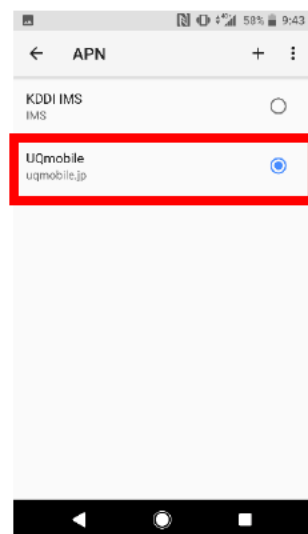 58% 9:43
APN
KDDI IMS
IMS
UQmobile
uqmobile.jp